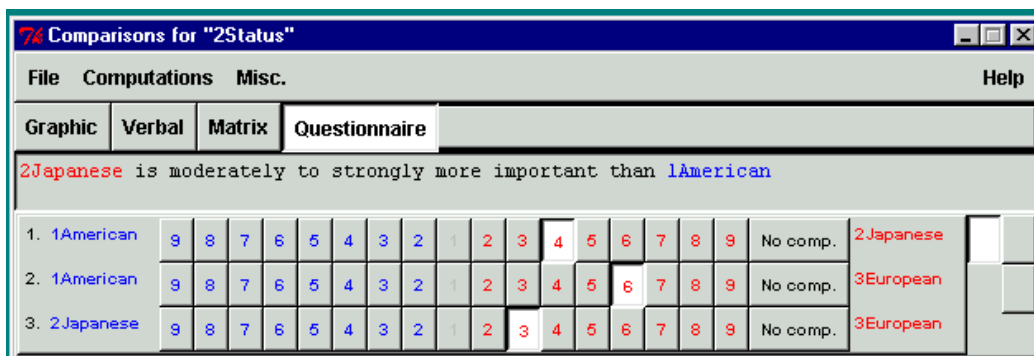 Comparisons for "2Status"
File Computations Misc. Help
Graphic Verbal Matrix Questionnaire
2Japanese is moderately to strongly more important than 1American
1. 1American 9 8 7 6 5 4 3 2 1 2 3 4 5 6 7 8 9 No comp. 2Japanese
2. 1American 9 8 7 6 5 4 3 2 1 2 3 4 5 6 7 8 9 No comp. 3European
3. 2Japanese 9 8 7 6 5 4 3 2 1 2 3 4 5 6 7 8 9 No comp. 3European